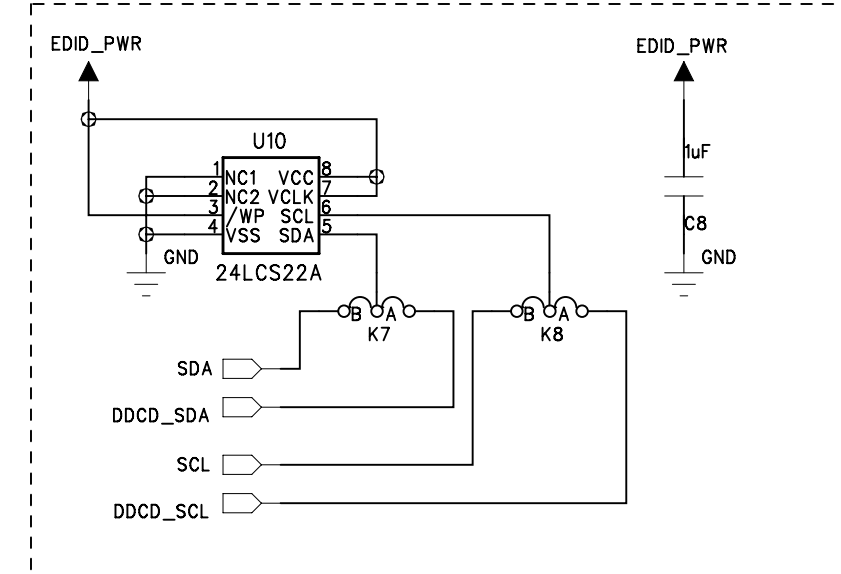 EDID_PWR
EDID_PWR
U10
1 NC1 VCC 8
2 NC2 VCLK 7
3 /WP SCL 6
4 VSS SDA 5
GND
24LCS22A
1uF
C8
GND
B A
K7
B A
K8
SDA
DDCD_SDA
SCL
DDCD_SCL